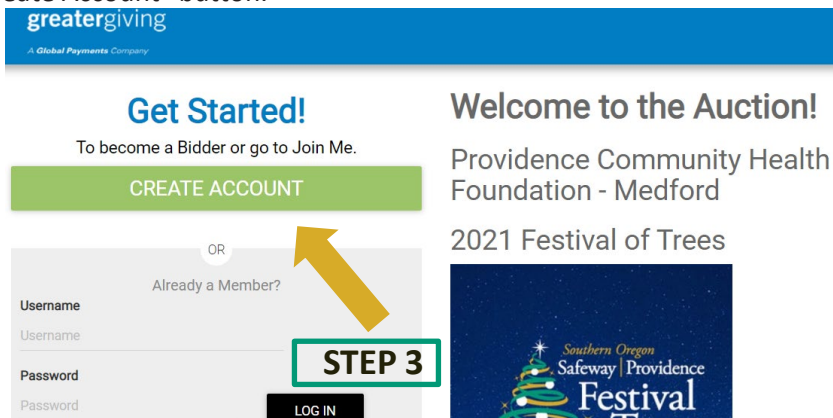 greatergiving
A Global Payments Company
Get Started!
To become a Bidder or go to Join Me.
CREATE ACCOUNT
OR
Already a Member?
Username
Username
Password
Password
LOG IN
STEP 3
Welcome to the Auction!
Providence Community Health
Foundation - Medford
2021 Festival of Trees
Southern Oregon
Safeway | Providence
Festival